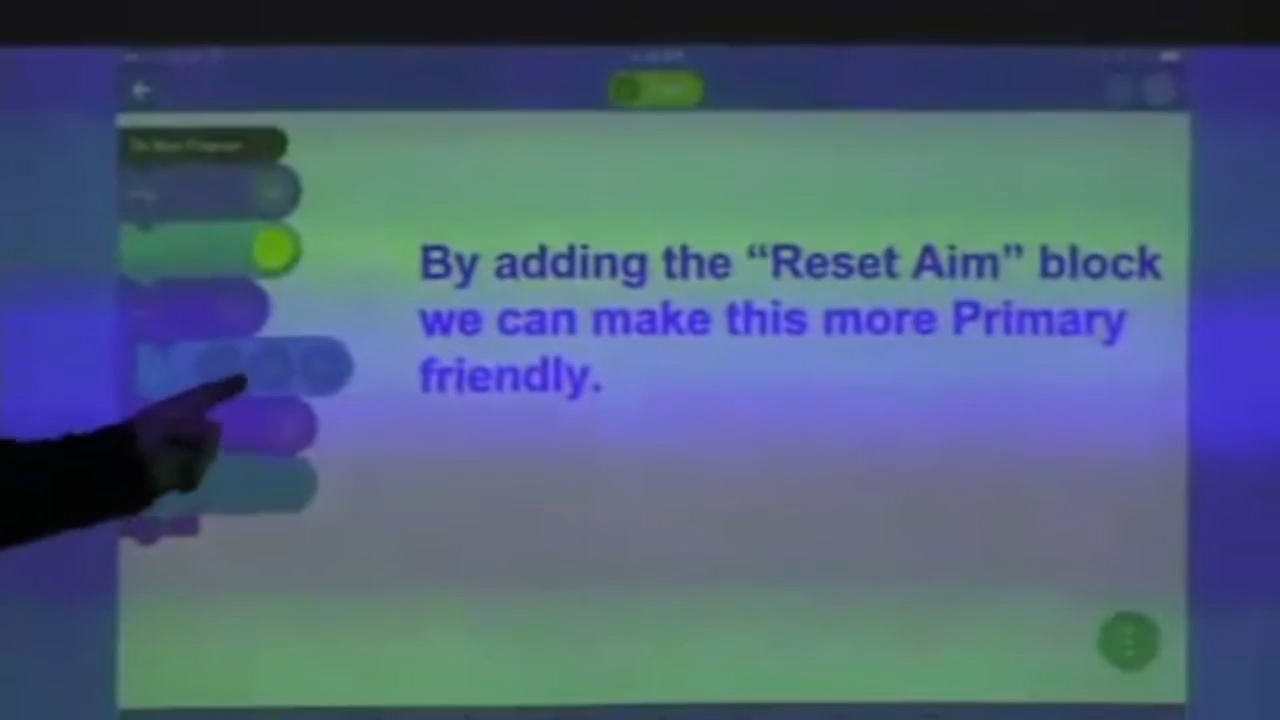 By adding the “Reset Aim” block
we can make this more Primary
friendly.